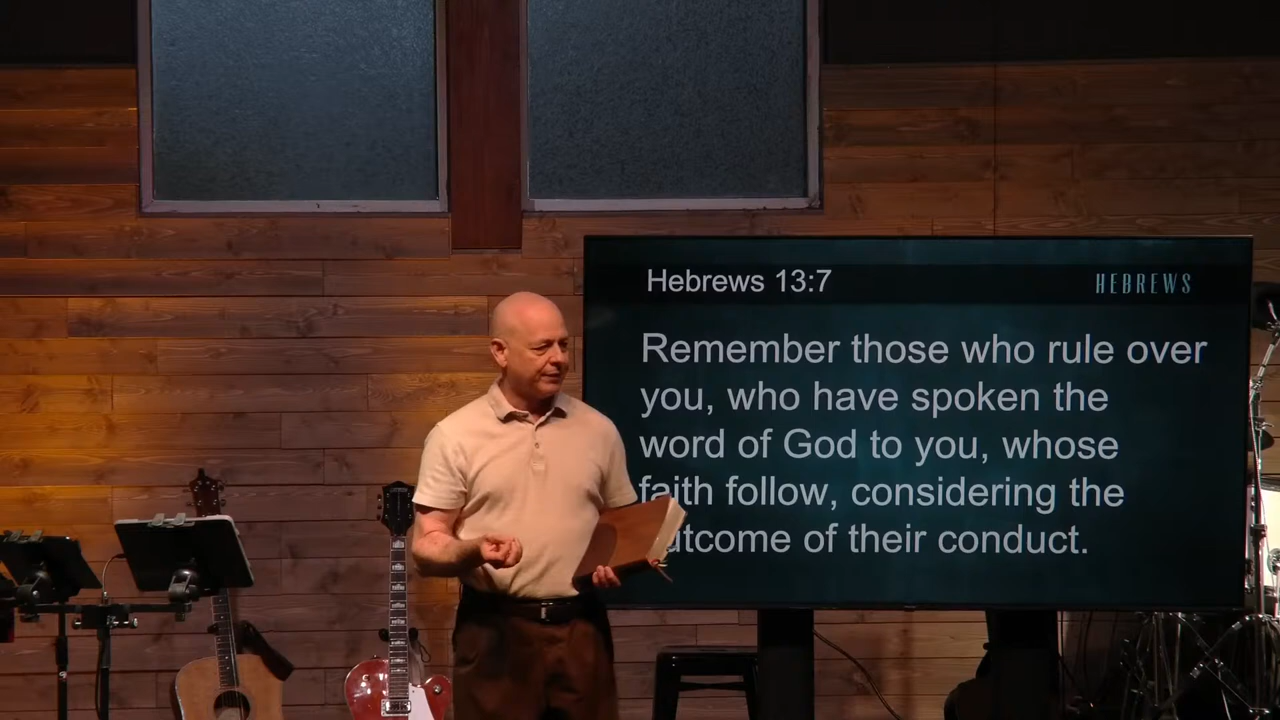 Hebrews 13:7
HEBREWS
Remember those who rule over
you, who have spoken the
word of God to you, whose
faith follow, considering the
utcome of their conduct.